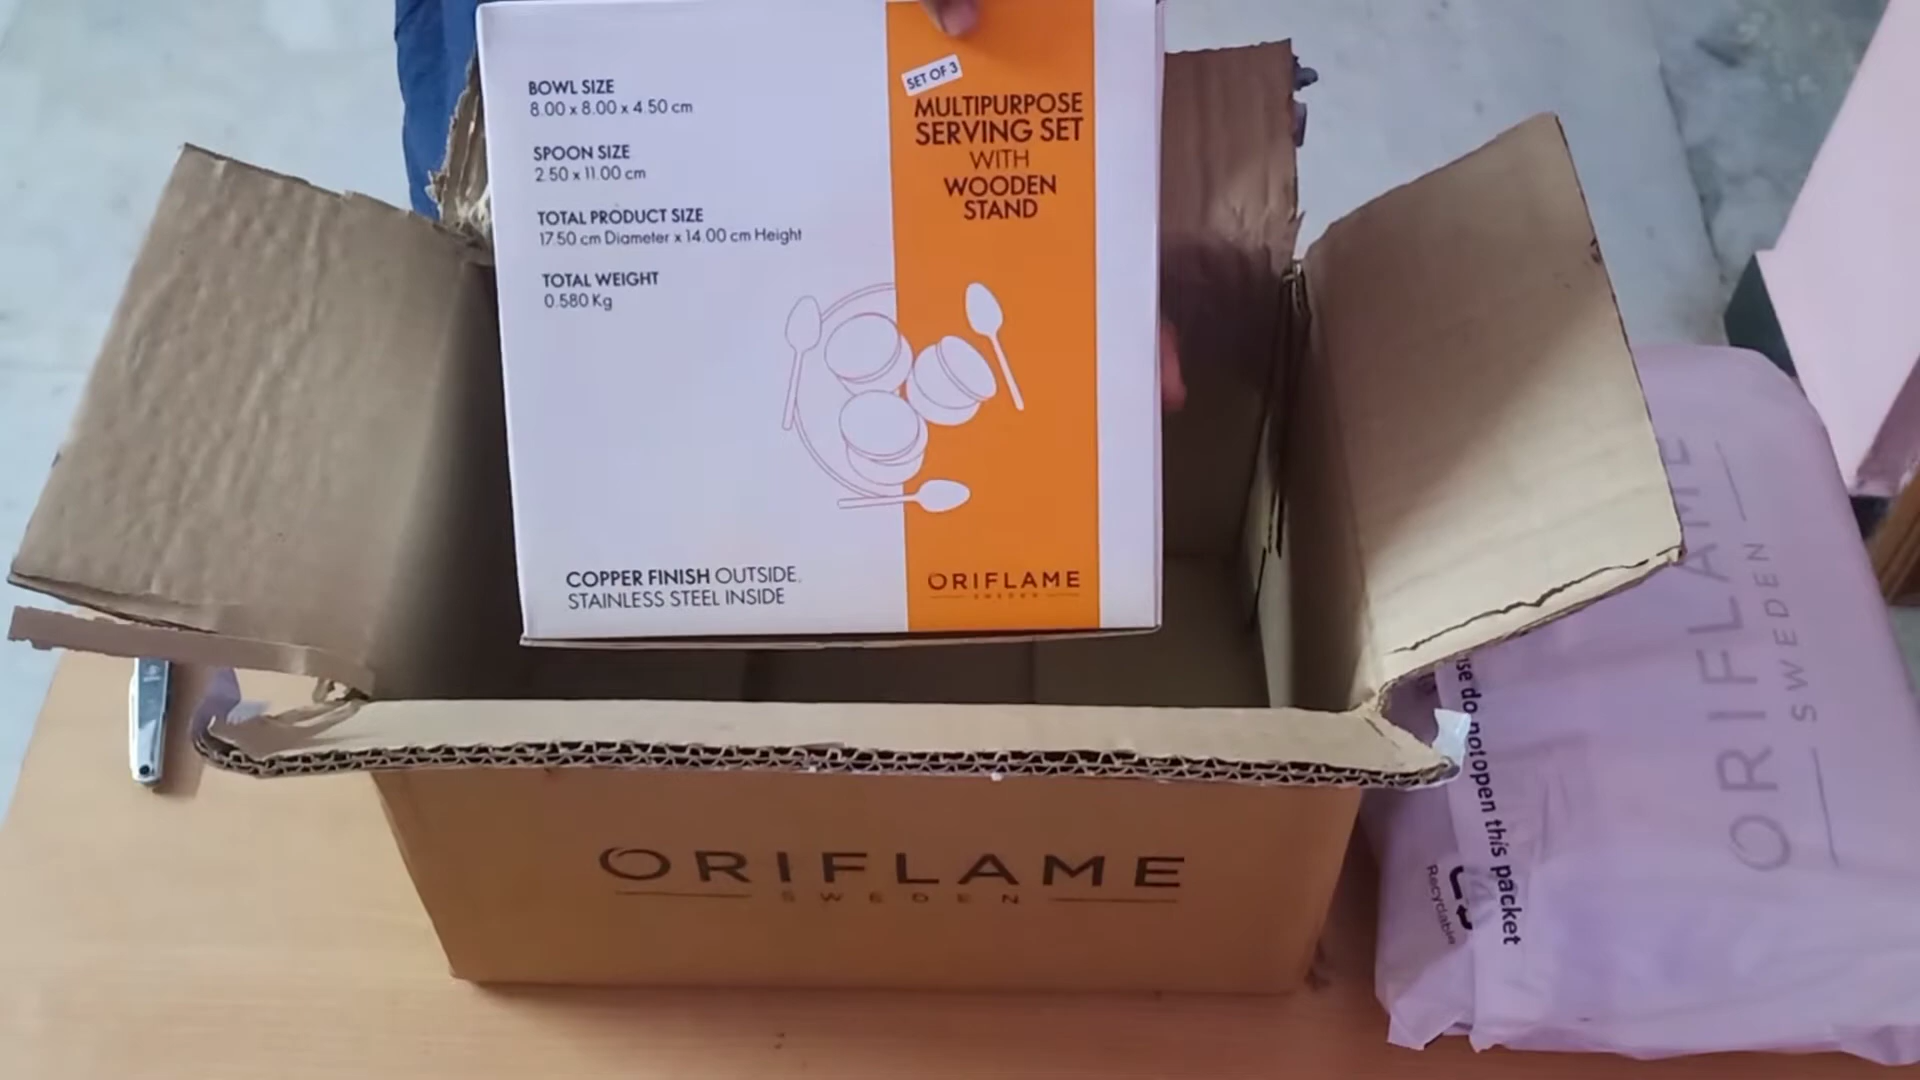 BOWL SIZE
8.00 x 8.00 x 4.50 cm
SPOON SIZE
2.50 x 11.00 cm
TOTAL PRODUCT SIZE
17.50 cm Diameter x 14.00 cm Height
TOTAL WEIGHT
0.580 Kg
COPPER FINISH OUTSIDE,
STAINLESS STEEL INSIDE
SET OF 3
MULTIPURPOSE
SERVING SET
WITH
WOODEN
STAND
ORIFLAME
SWEDEN
ORIFLAME
SWEDEN
ORIFLAME
SWEDEN
do not open this packet
Recyclable